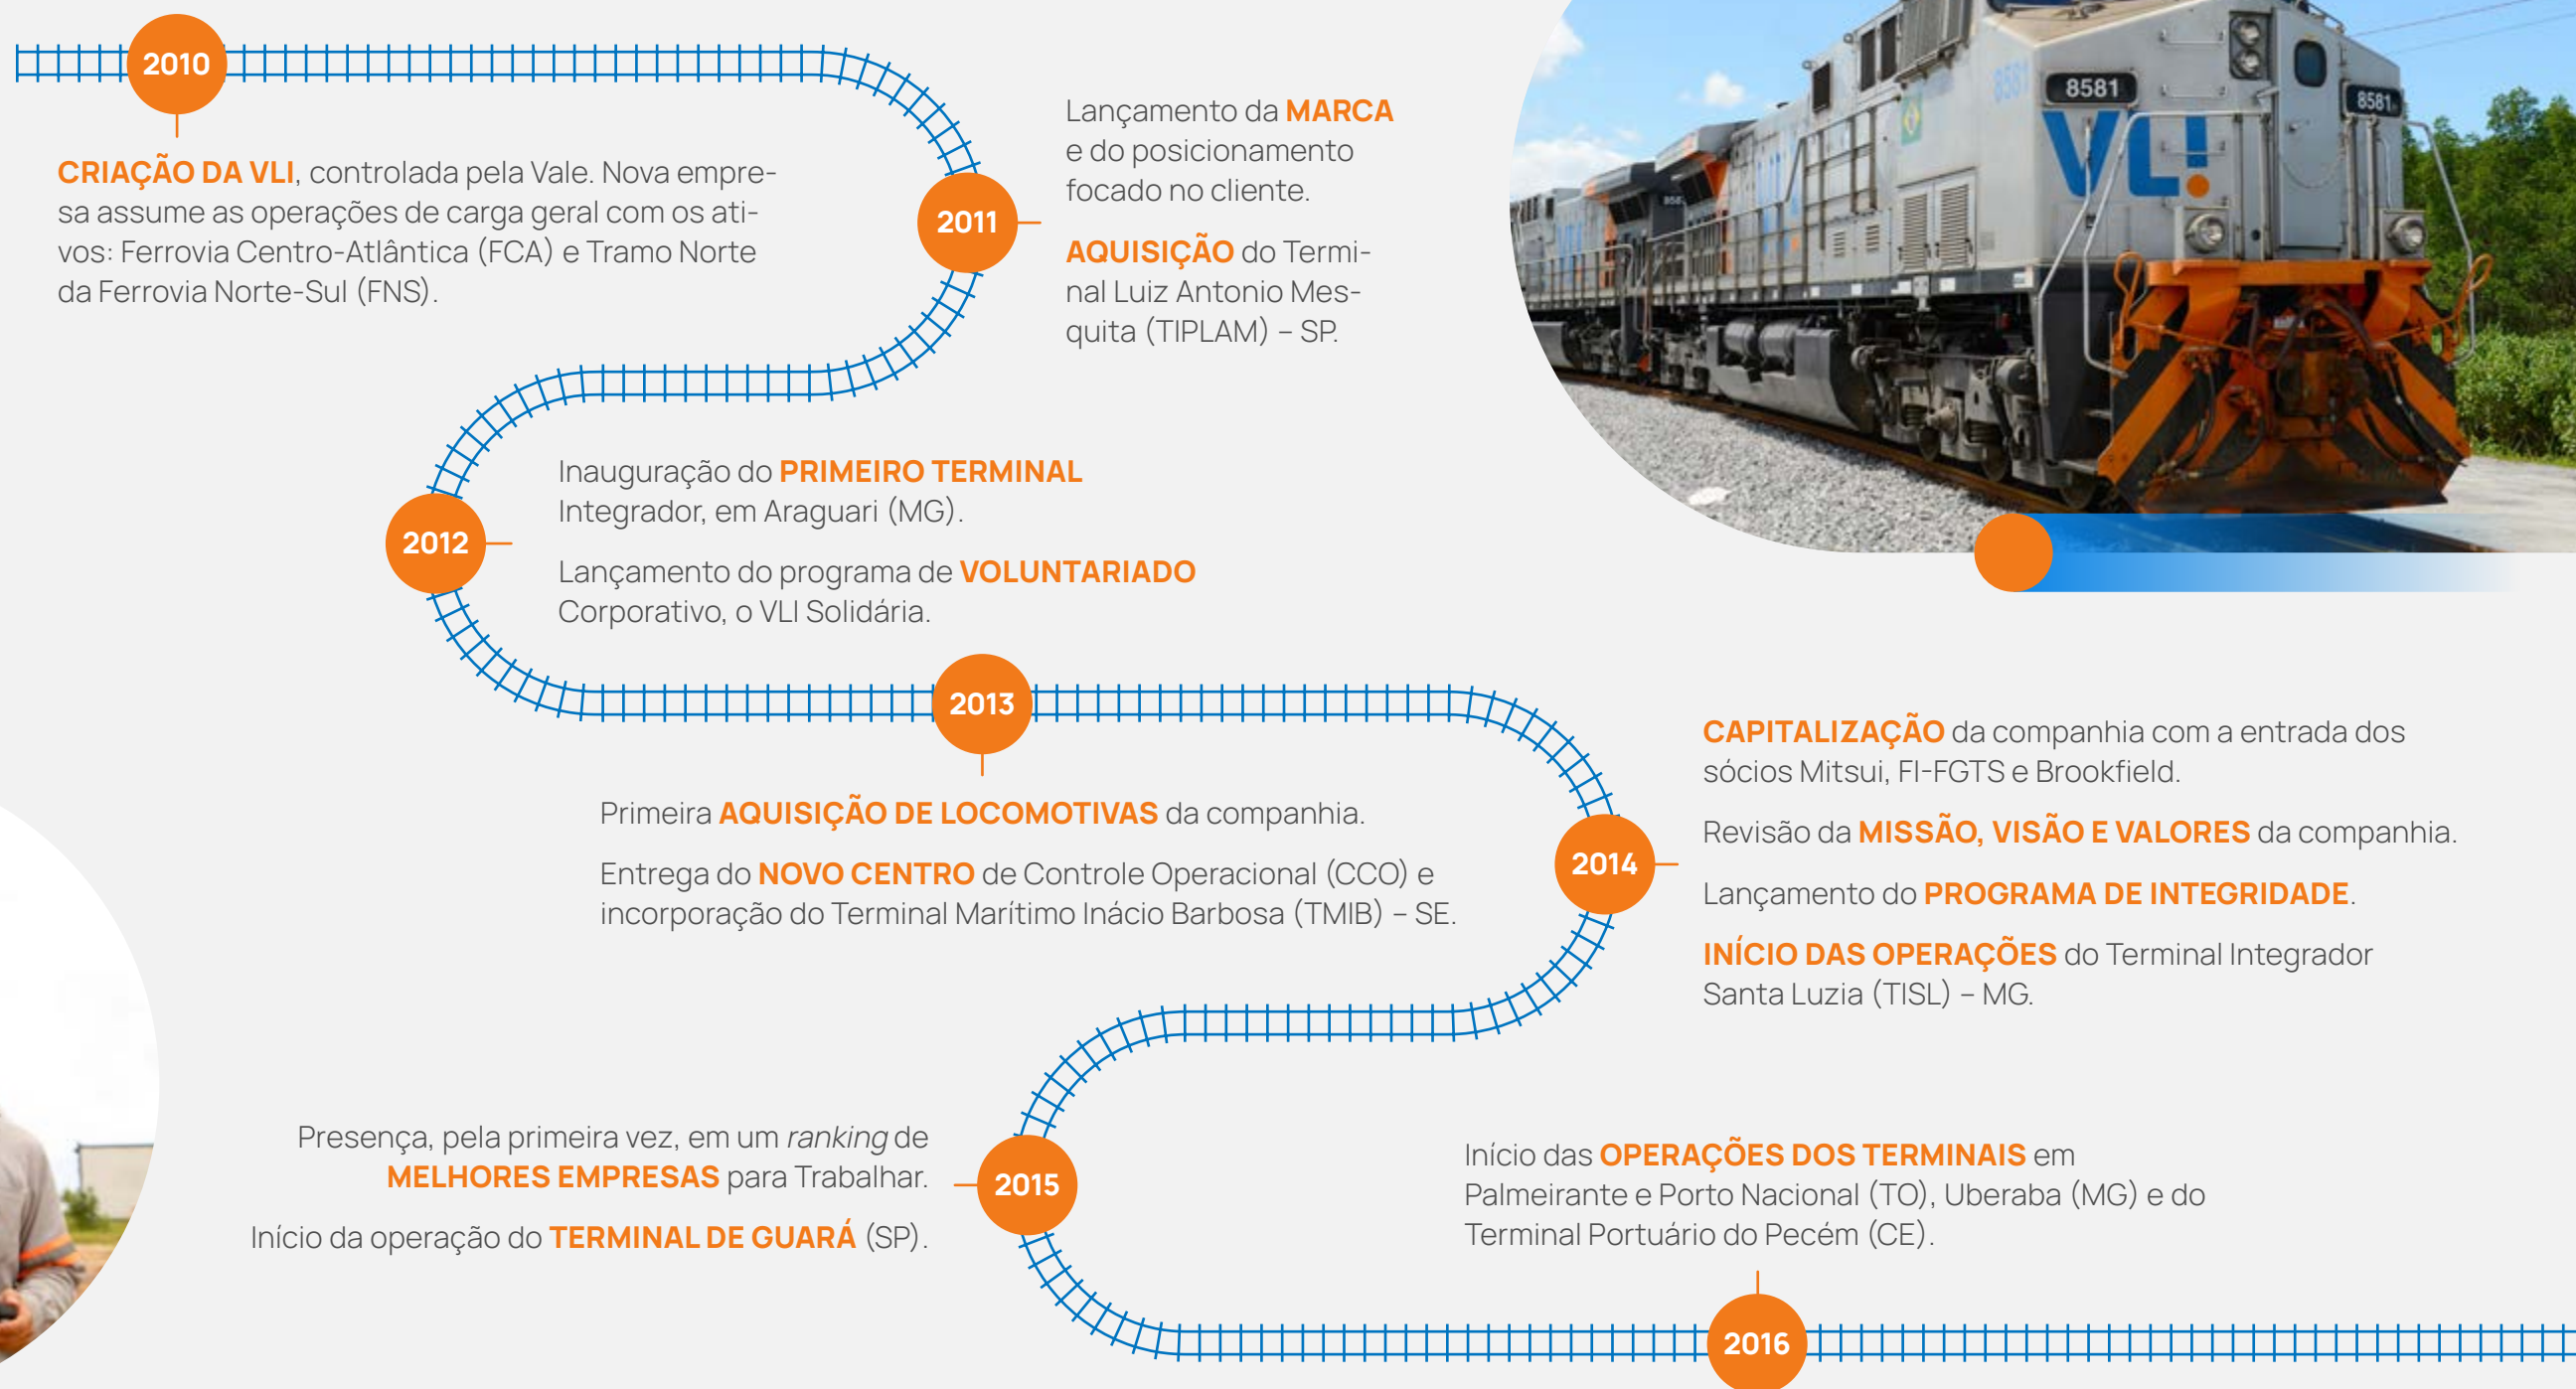 2010
CRIAÇÃO DA VLI, controlada pela Vale. Nova empre-
sa assume as operações de carga geral com os ati-
vos: Ferrovia Centro-Atlântica (FCA) e Tramo Norte
da Ferrovia Norte-Sul (FNS).
2011
Lançamento da MARCA
e do posicionamento
focado no cliente.
AQUISIÇÃO do Termi-
nal Luiz Antonio Mes-
quita (TIPLAM) – SP.
8581
8581
8581
VLI
2012
Inauguração do PRIMEIRO TERMINAL
Integrador, em Araguari (MG).
Lançamento do programa de VOLUNTARIADO
Corporativo, o VLI Solidária.
2013
Primeira AQUISIÇÃO DE LOCOMOTIVAS da companhia.
Entrega do NOVO CENTRO de Controle Operacional (CCO) e
incorporação do Terminal Marítimo Inácio Barbosa (TMIB) – SE.
2014
CAPITALIZAÇÃO da companhia com a entrada dos
sócios Mitsui, FI-FGTS e Brookfield.
Revisão da MISSÃO, VISÃO E VALORES da companhia.
Lançamento do PROGRAMA DE INTEGRIDADE.
INÍCIO DAS OPERAÇÕES do Terminal Integrador
Santa Luzia (TISL) – MG.
2015
Presença, pela primeira vez, em um ranking de
MELHORES EMPRESAS para Trabalhar.
Início da operação do TERMINAL DE GUARÁ (SP).
Início das OPERAÇÕES DOS TERMINAIS em
Palmeirante e Porto Nacional (TO), Uberaba (MG) e do
Terminal Portuário do Pecém (CE).
2016